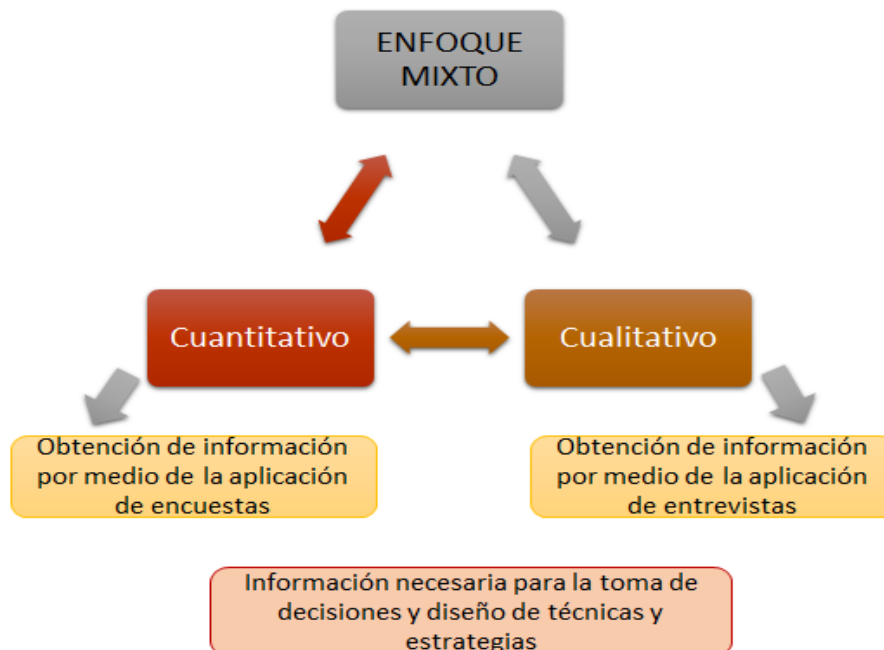 ENFOQUE
MIXTO
Cuantitativo
Cualitativo
Obtención de información
por medio de la aplicación
de encuestas
Obtención de información
por medio de la aplicación
de entrevistas
Información necesaria para la toma de
decisiones y diseño de técnicas y
estrategias